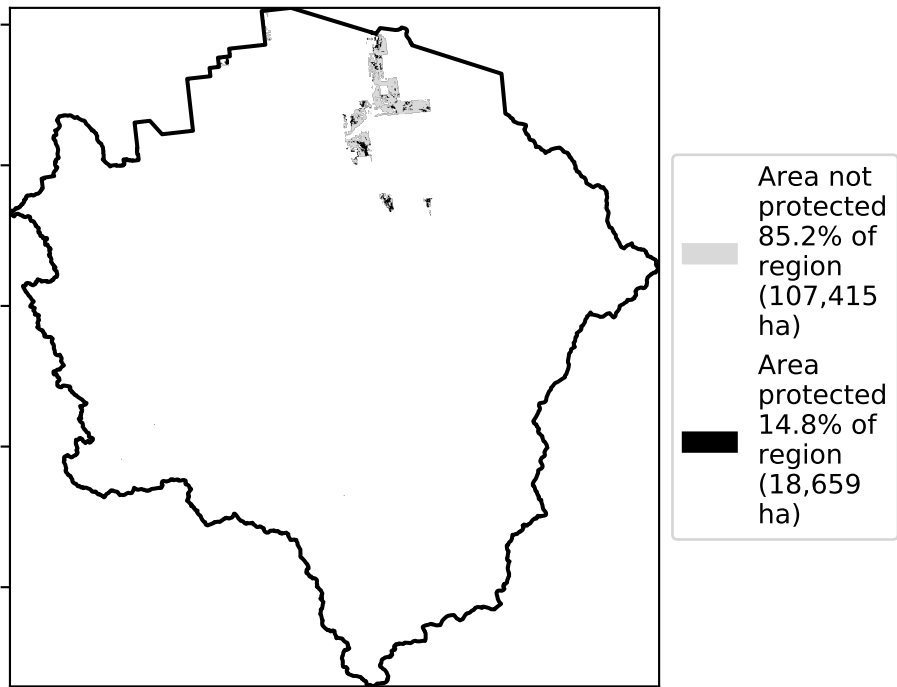 Area not
protected
85.2% of
region
(107,415
ha)
Area
protected
14.8% of
region
(18,659
ha)